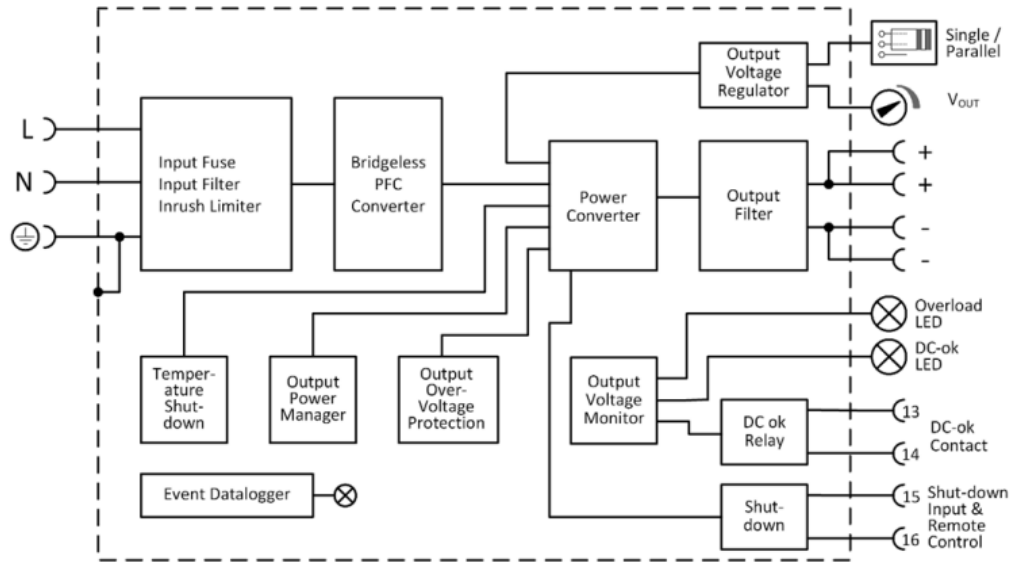 Single /
Parallel
Output
Voltage
Regulator
V_OUT
L
N
Input Fuse
Input Filter
Inrush Limiter
Bridgeless
PFC
Converter
Power
Converter
Output
Filter
+
+
-
-
Overload
LED
DC-ok
LED
Temper-
ature
Shut-
down
Output
Power
Manager
Output
Over-
Voltage
Protection
Output
Voltage
Monitor
DC ok
Relay
13
14
DC-ok
Contact
Event Datalogger
Shut-
down
15
16
Shut-down
Input &
Remote
Control